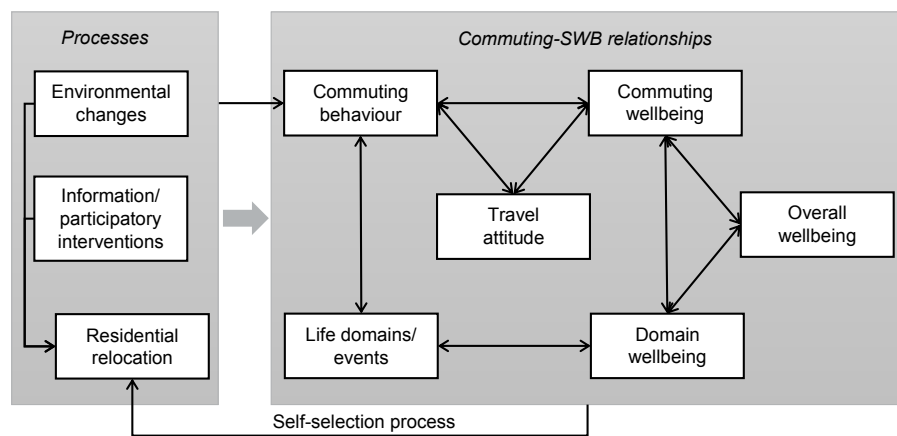 Processes
Environmental
changes
Information/
participatory
interventions
Residential
relocation
Commuting-SWB relationships
Commuting
behaviour
Commuting
wellbeing
Travel
attitude
Overall
wellbeing
Life domains/
events
Domain
wellbeing
Self-selection process